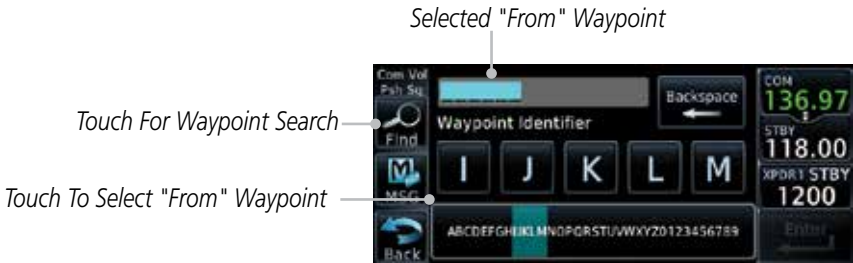 Selected "From" Waypoint
Com Vol
Psh Sq
Backspace
COM
136.97
Touch For Waypoint Search
Find
Waypoint Identifier
STBY
118.00
I J K L M
MSG
XPDR1 STBY
1200
Touch To Select "From" Waypoint
ABCDEFGHIJKLMNOPQRSTUVWXYZ0123456789
Back
Enter